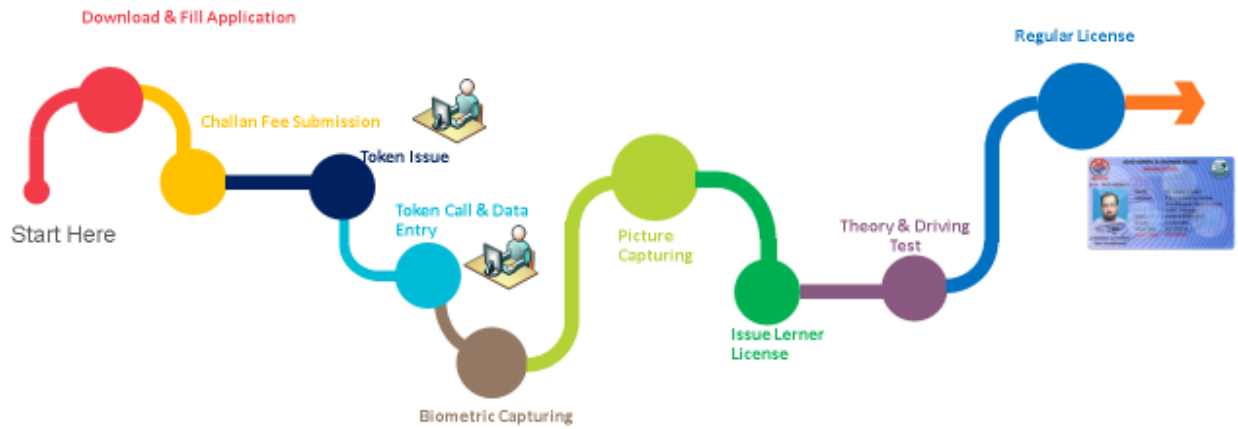 Download & Fill Application
Regular License
Challan Fee Submission
Token Issue
Start Here
Token Call & Data
Entry
Picture
Capturing
Theory & Driving
Test
Issue Lerner
License
Biometric Capturing